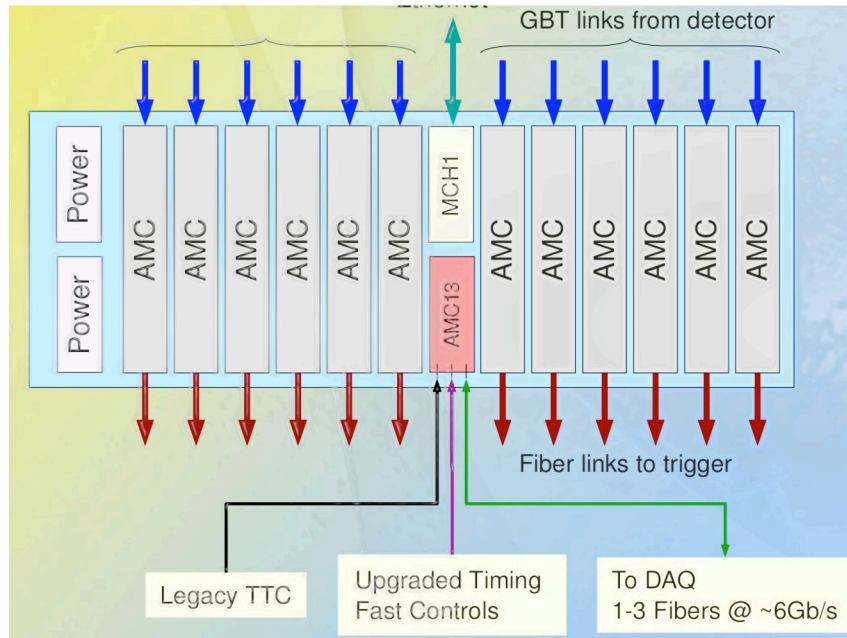 GBT links from detector
Power
Power
AMC
AMC
AMC
AMC
AMC
AMC
MCH1
AMC13
AMC
AMC
AMC
AMC
AMC
AMC
Fiber links to trigger
Legacy TTC
Upgraded Timing
Fast Controls
To DAQ
1-3 Fibers @ ~6Gb/s